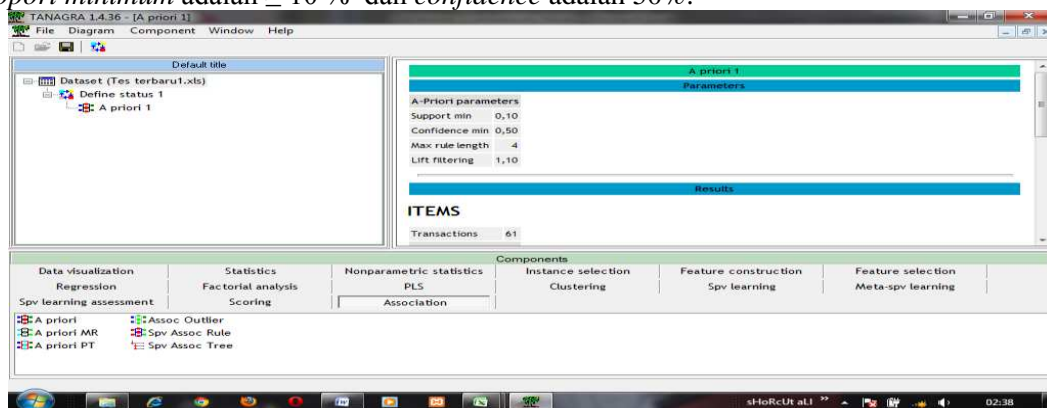 opori minimum adalah ≥ 10 % dan confidence adalah 50%.
TANAGRA 1.4.36 - [A priori 1]
File Diagram Component Window Help
Default title
Dataset (Tes terbaru1.xls)
Define status 1
A priori 1
A priori 1
Parameters
A-Priori parameters
Support min 0,10
Confidence min 0,50
Max rule length 4
Lift filtering 1,10
Results
ITEMS
Transactions 61
Components
Data visualization Statistics Nonparametric statistics Instance selection Feature construction Feature selection
Regression Factorial analysis PLS Clustering Spv learning Meta-spv learning
Spv learning assessment Scoring Association
A priori Assoc Outlier
A priori MR Spv Assoc Rule
A priori PT Spv Assoc Tree
sHoRcUt aLI » 02:38